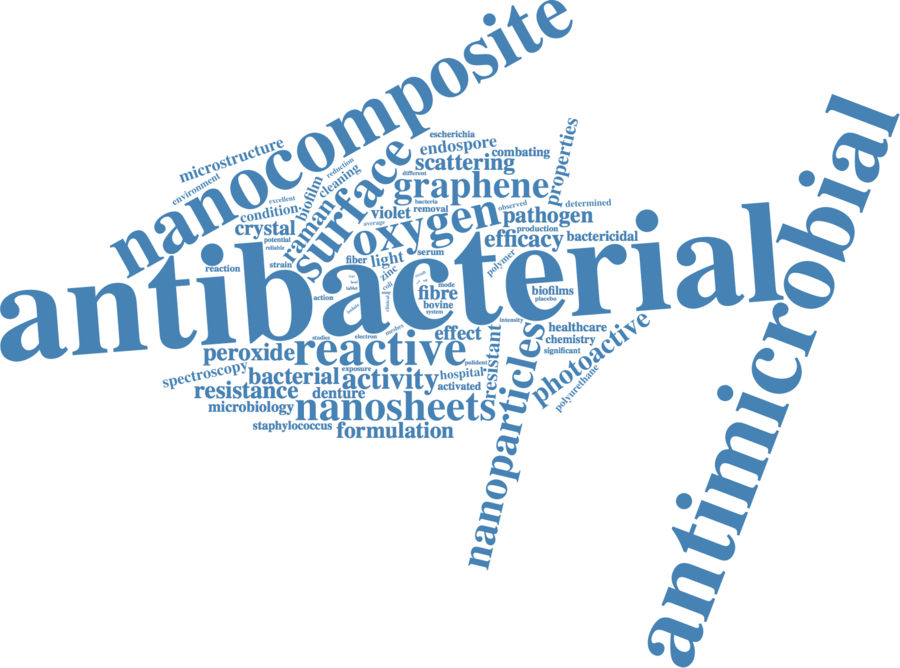 nanocomposite
escherichia
microstructure
endospore
combating
properties
surface
reduction
scattering
environment
cleaning
different
biofilm
graphene
excellent
bacteria
removal
observed
determined
condition
violet
average
oxygen
pathogen
raman
crystal
production
potential
efficacy
bactericidal
reliable
fiber
light
serum
polymer
strain
reaction
zinc
antibacterial
antimicrobial
coli
mode
action
fibre
biofilms
placebo
bovine
system
intensity
studies
electron
effect
healthcare
chemistry
significant
photoactive
peroxide
reactive
resistant
polident
exposure
spectroscopy
bacterial
activity
hospital
activated
resistance
denture
polyurethane
microbiology
nanosheets
nanoparticles
staphylococcus
formulation